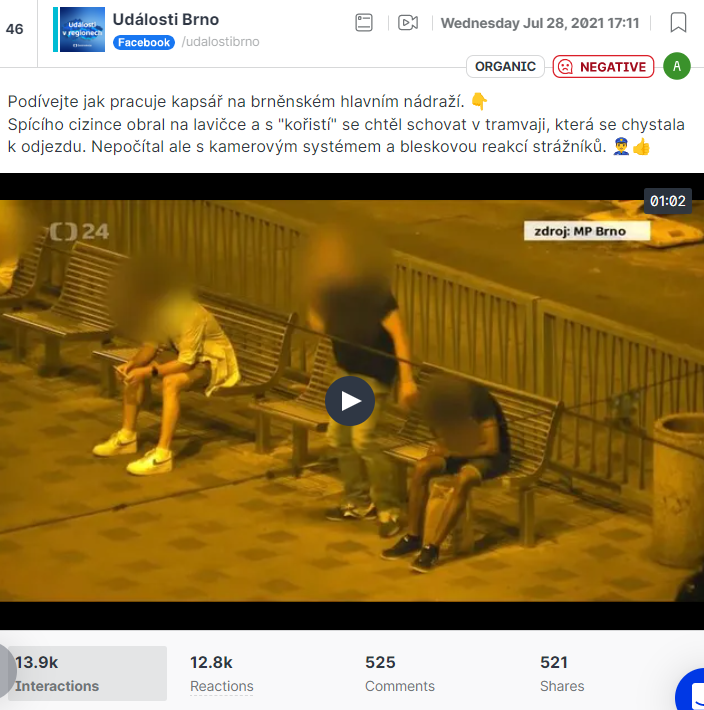 46
Události
v regionech
Události Brno
Facebook /udalostibrno
Wednesday Jul 28, 2021 17:11
ORGANIC
NEGATIVE
A
Podívejte jak pracuje kapsář na brněnském hlavním nádraží. 👇
Spícího cizince obral na lavičce a s "kořistí" se chtěl schovat v tramvaji, která se chystala
k odjezdu. Nepočítal ale s kamerovým systémem a bleskovou reakcí strážníků. 👮‍♂️👍
01:02
ČT24
zdroj: MP Brno
13.9k
Interactions
12.8k
Reactions
525
Comments
521
Shares